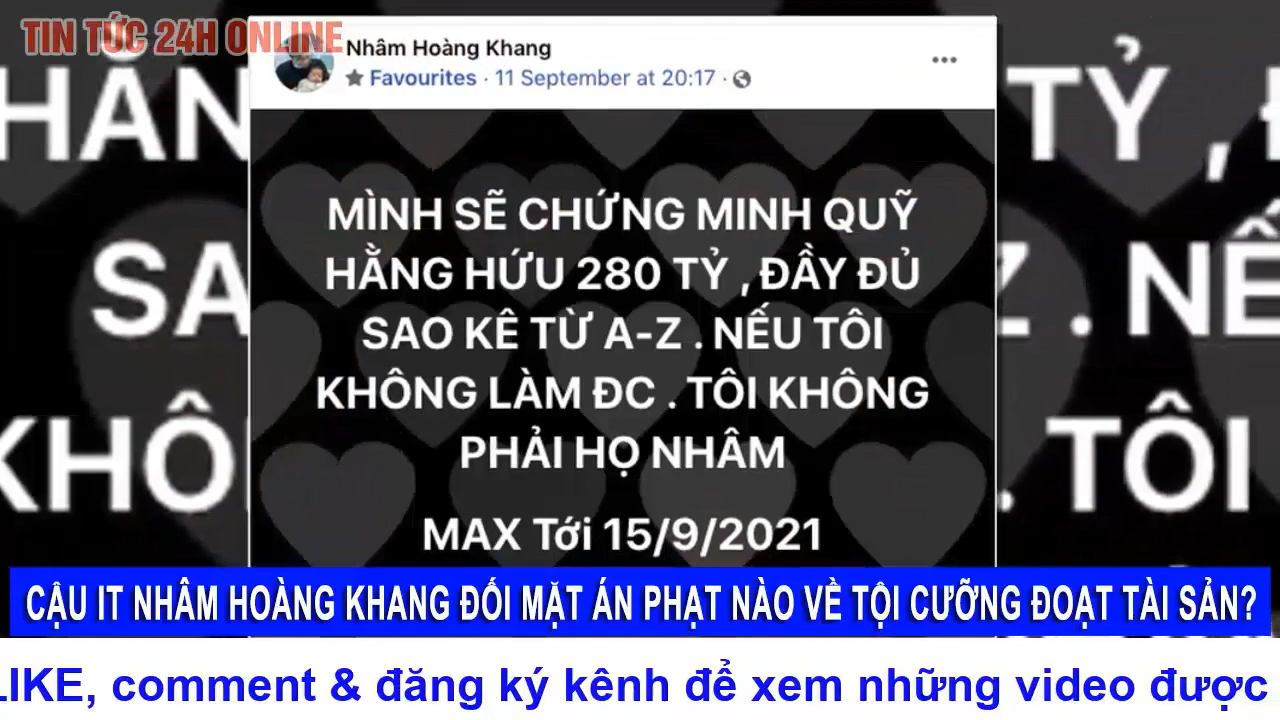 TIN TỨC 24H ONLINE
Nhâm Hoàng Khang
Favourites · 11 September at 20:17 ·
MÌNH SẼ CHỨNG MINH QUỸ
HẰNG HỨU 280 TỶ , ĐẦY ĐỦ
SAO KÊ TỪ A-Z . NẾU TÔI
KHÔNG LÀM ĐC . TÔI KHÔNG
PHẢI HỌ NHÂM
MAX Tới 15/9/2021
CẬU IT NHÂM HOÀNG KHANG ĐỐI MẶT ÁN PHẠT NÀO VỀ TỘI CƯỠNG ĐOẠT TÀI SẢN?
LIKE, comment & đăng ký kênh để xem những video được